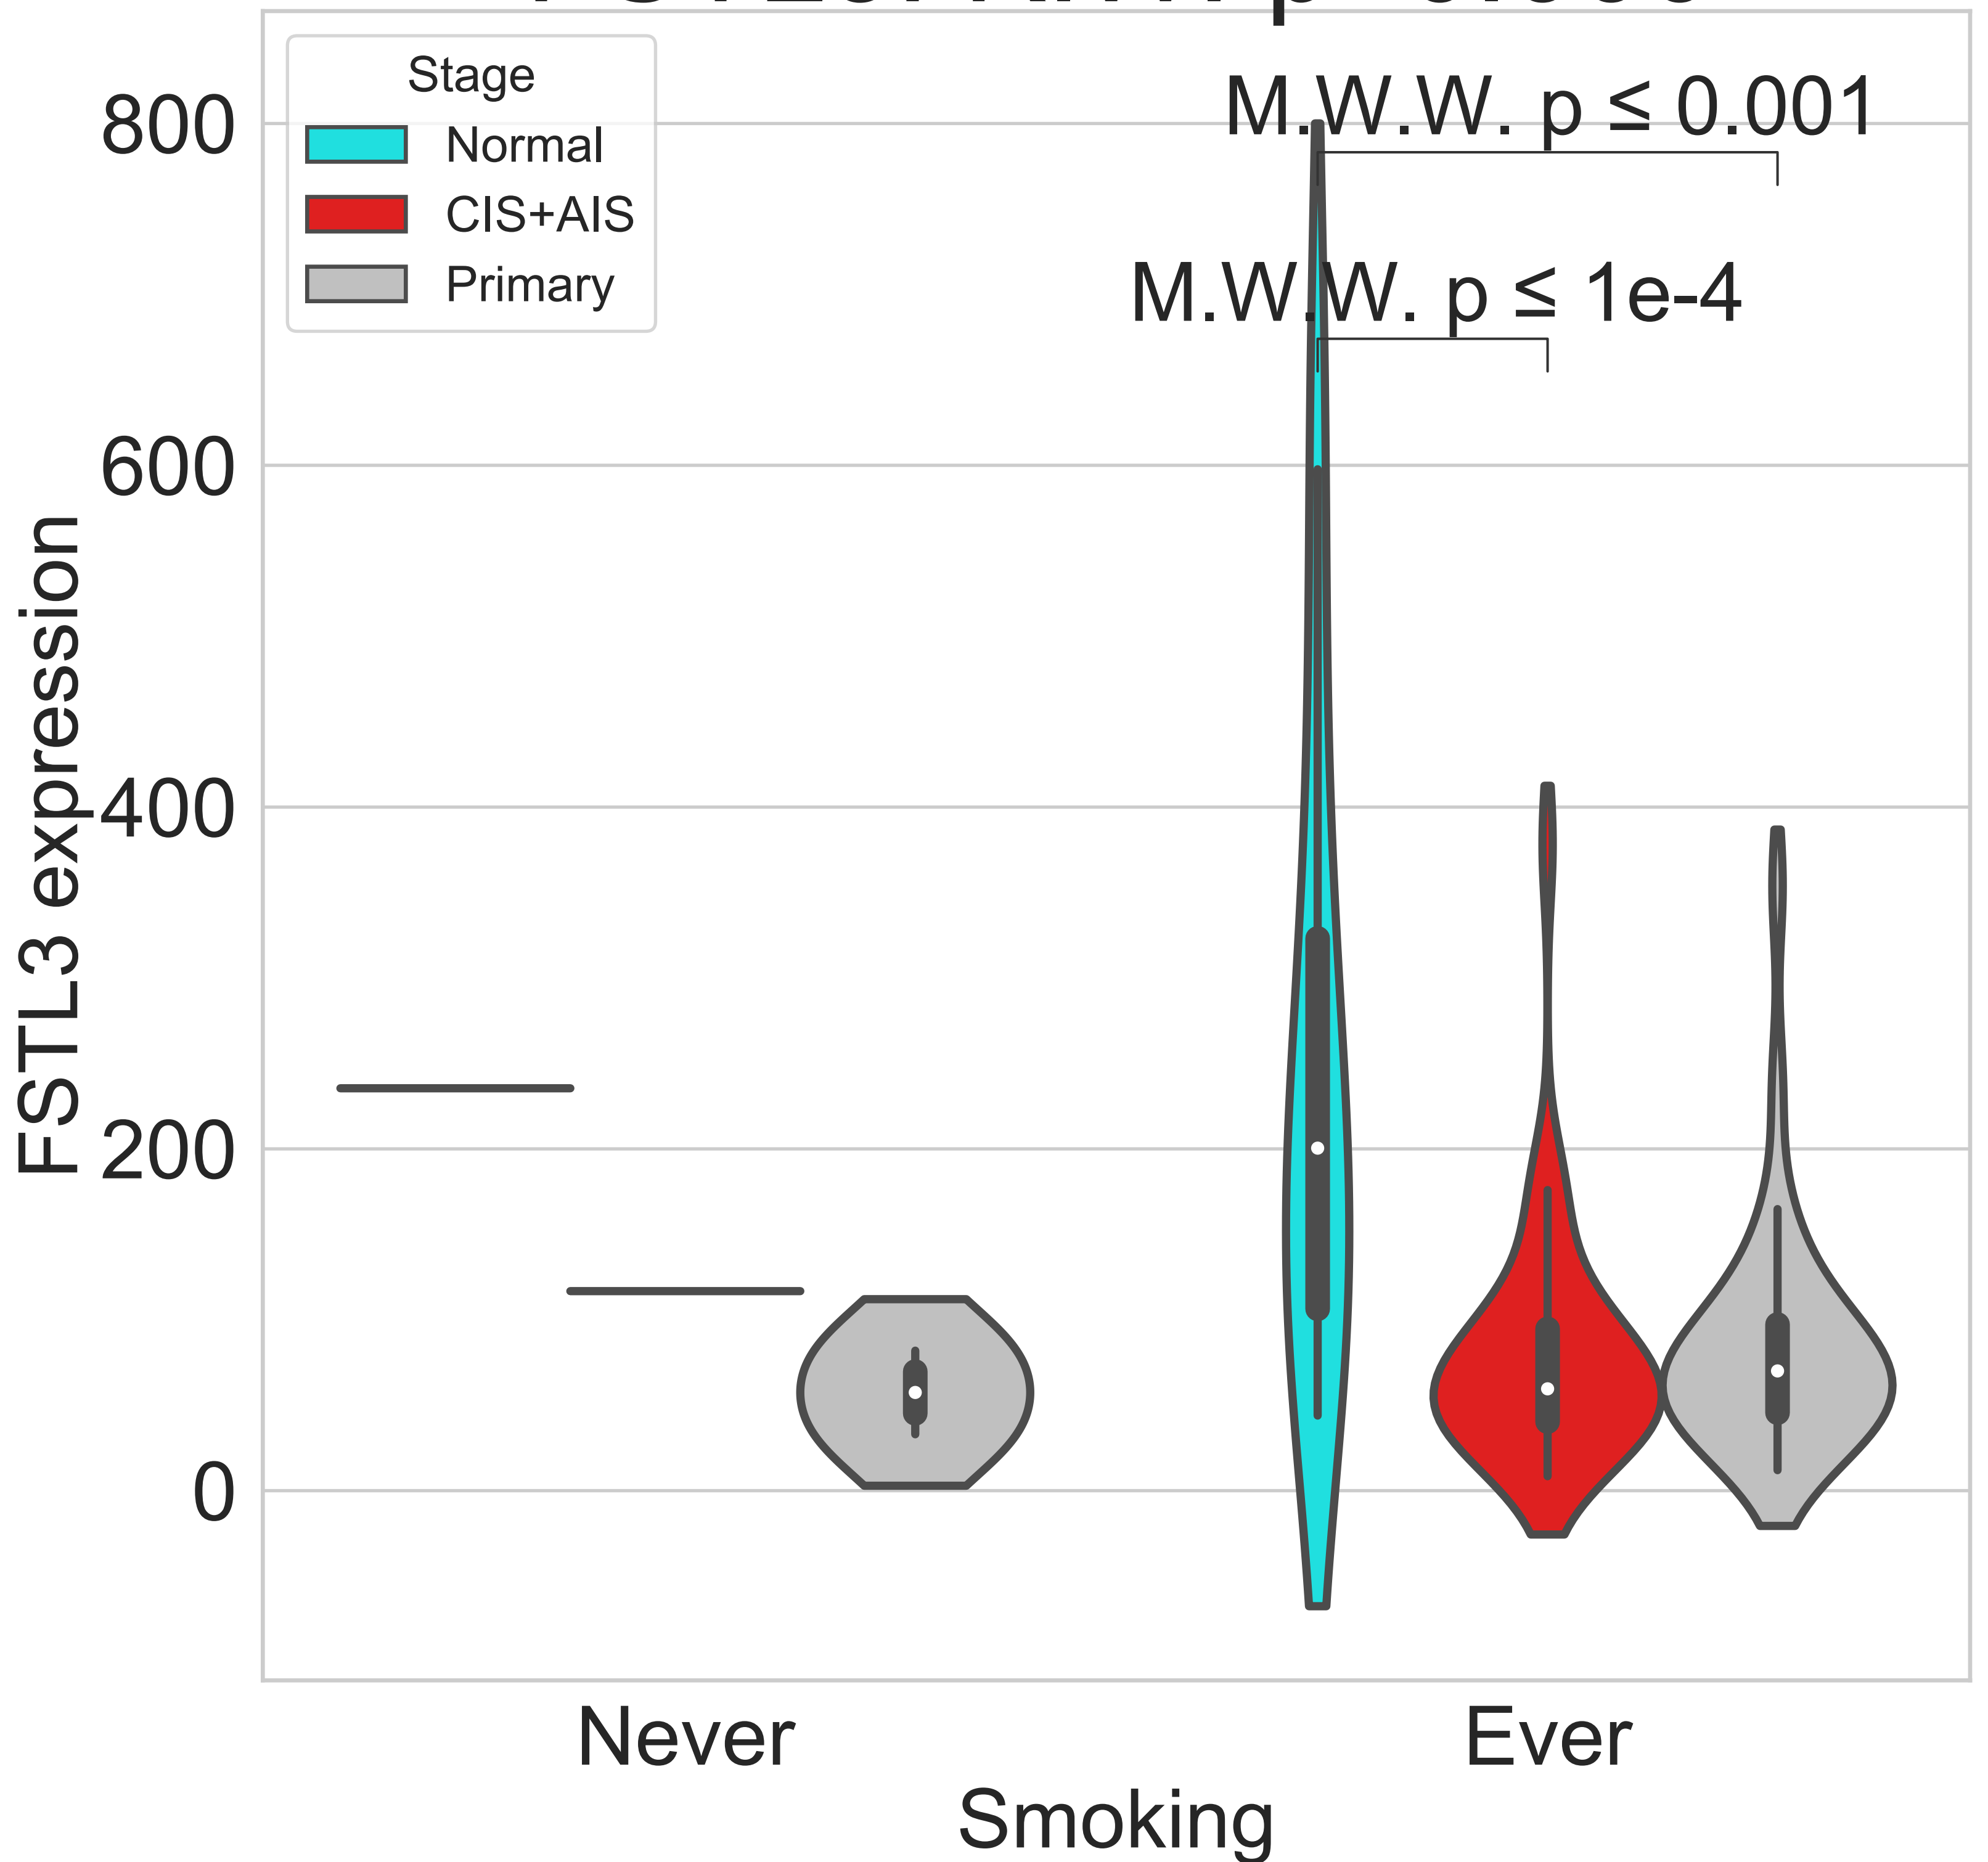 Stage
Normal
CIS+AIS
Primary
M.W.W. p ≤ 0.001
M.W.W. p ≤ 1e-4
FSTL3 expression
800
600
400
200
0
Never
Ever
Smoking